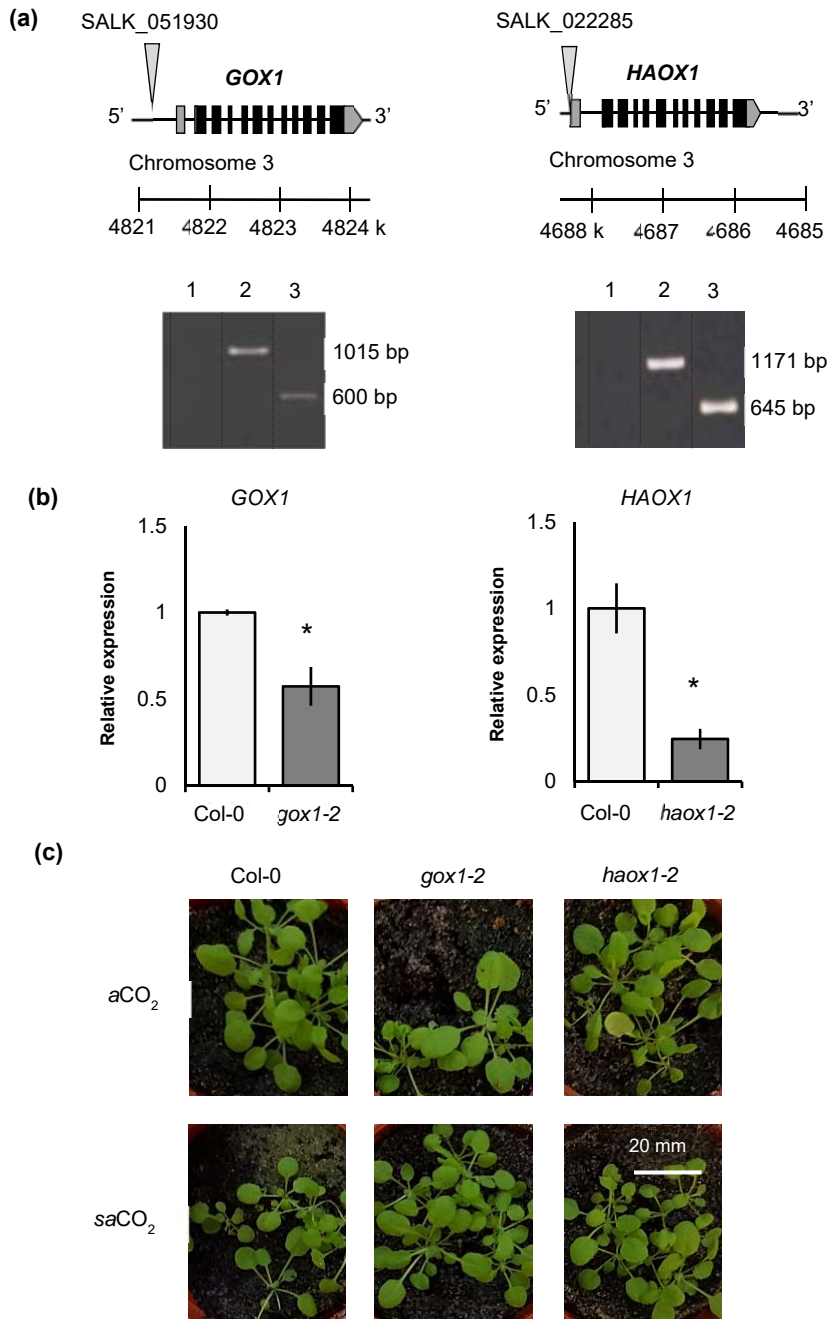 (a)
SALK_051930
GOX1
5’ 3’
Chromosome 3
4821 4822 4823 4824 k
1 2 3
1015 bp
600 bp
SALK_022285
HAOX1
5’ 3’
Chromosome 3
4688 k 4687 4686 4685
1 2 3
1171 bp
645 bp
(b)
GOX1
Relative expression
1.5
1
0.5
0
*
Col-0 gox1-2
HAOX1
Relative expression
1.5
1
0.5
0
*
Col-0 haox1-2
(c)
Col-0 gox1-2 haox1-2
aCO₂
saCO₂
20 mm